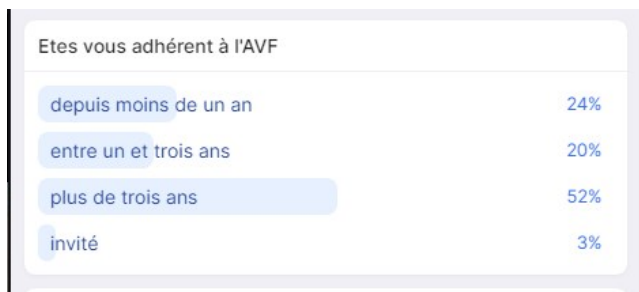 Etes vous adhérent à l'AVF
depuis moins de un an 24%
entre un et trois ans 20%
plus de trois ans 52%
invité 3%